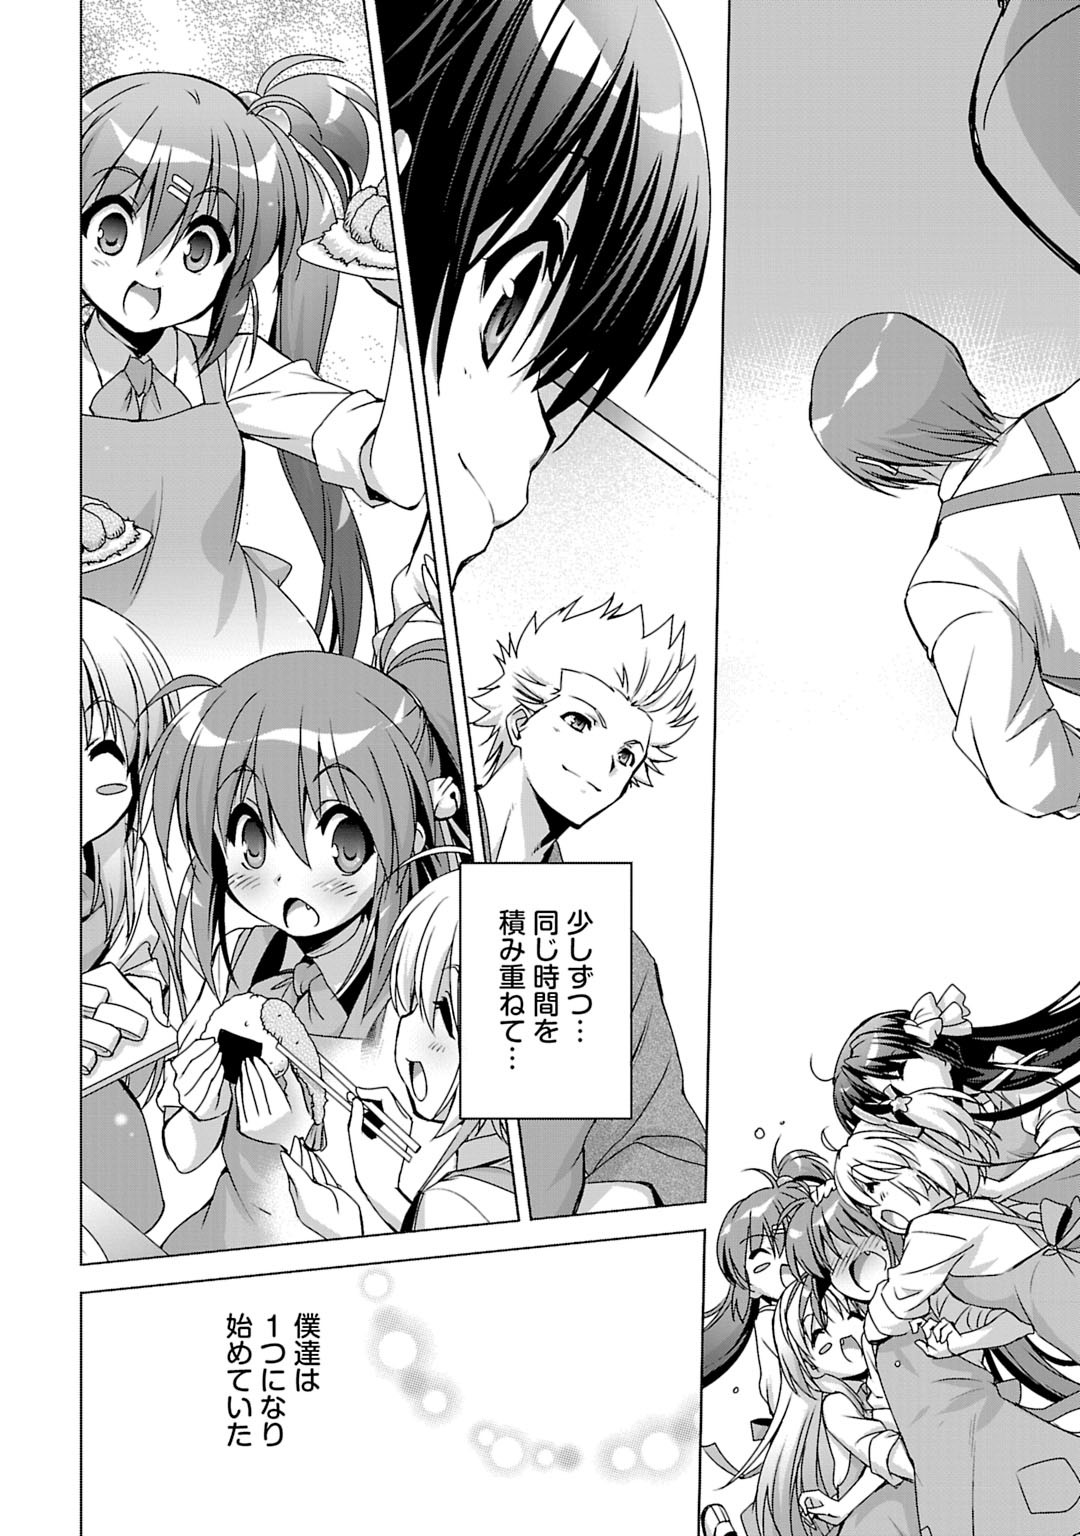 少しずつ…
同じ時間を
積み重ねて…
僕達は
1つになり
始めていた